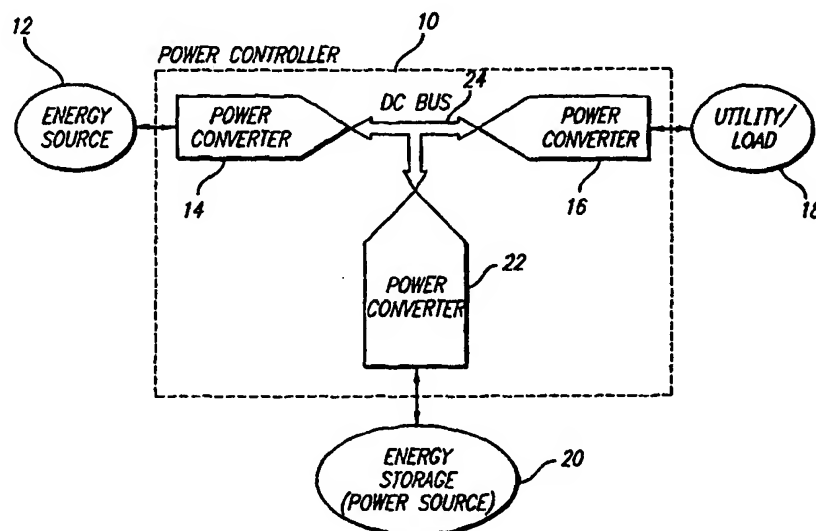 12
POWER CONTROLLER
10
ENERGY
SOURCE
POWER
CONVERTER
14
DC BUS
24
POWER
CONVERTER
16
UTILITY/
LOAD
18
POWER
CONVERTER
22
ENERGY
STORAGE
(POWER SOURCE)
20